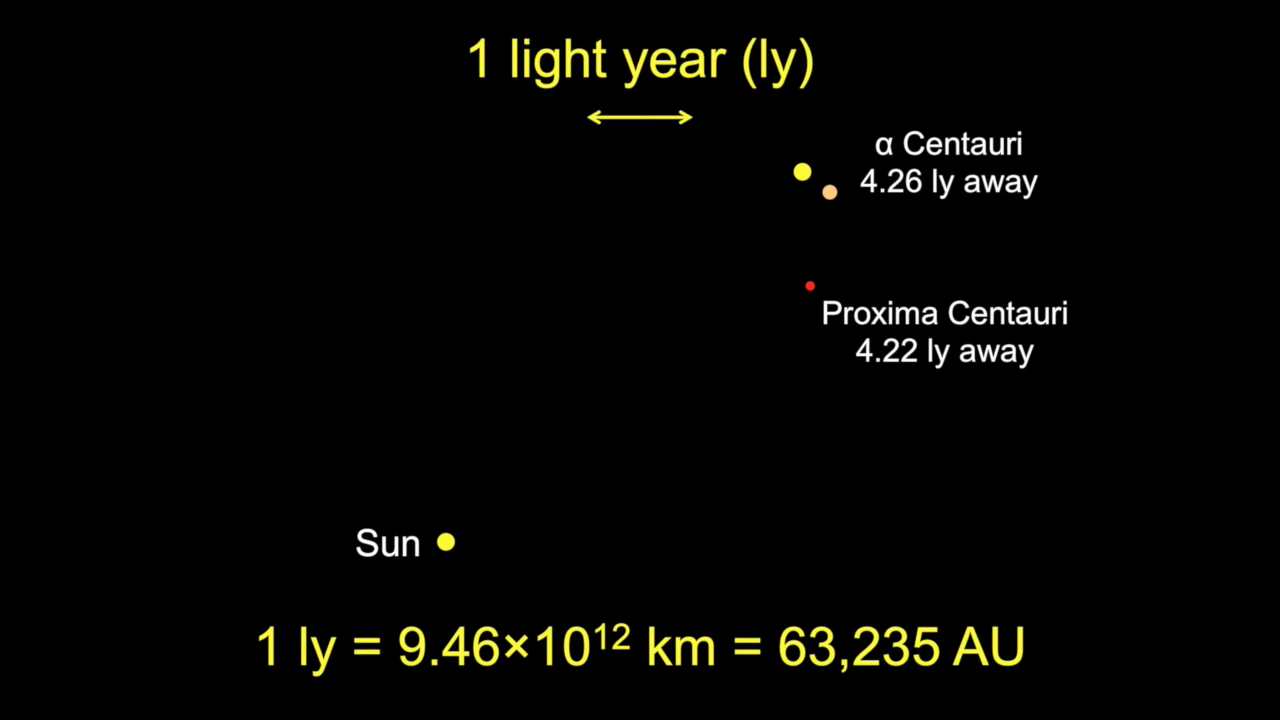 1 light year (ly)
α Centauri
4.26 ly away
Proxima Centauri
4.22 ly away
Sun
1 ly = 9.46×10¹² km = 63,235 AU